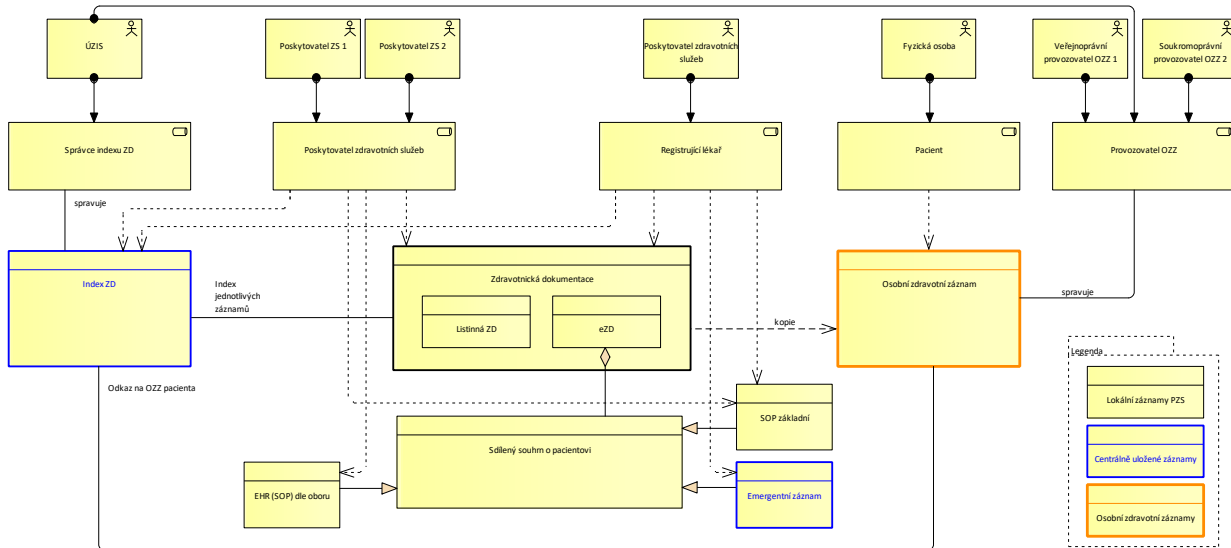 ÚZIS
Poskytovatel ZS 1
Poskytovatel ZS 2
Poskytovatel zdravotních
služeb
Fyzická osoba
Veřejnoprávní
provozovatel OZZ 1
Soukromoprávní
provozovatel OZZ 2
Správce indexu ZD
Poskytovatel zdravotních služeb
Registrující lékař
Pacient
Provozovatel OZZ
spravuje
Index ZD
Index
jednotlivých
záznamů
Zdravotnická dokumentace
Listinná ZD
eZD
kopie
Osobní zdravotní záznam
spravuje
Odkaz na OZZ pacienta
SOP základní
Sdílený souhrn o pacientovi
EHR (SOP) dle oboru
Emergentní záznam
Legenda
Lokální záznamy PZS
Centrálně uložené záznamy
Osobní zdravotní záznamy